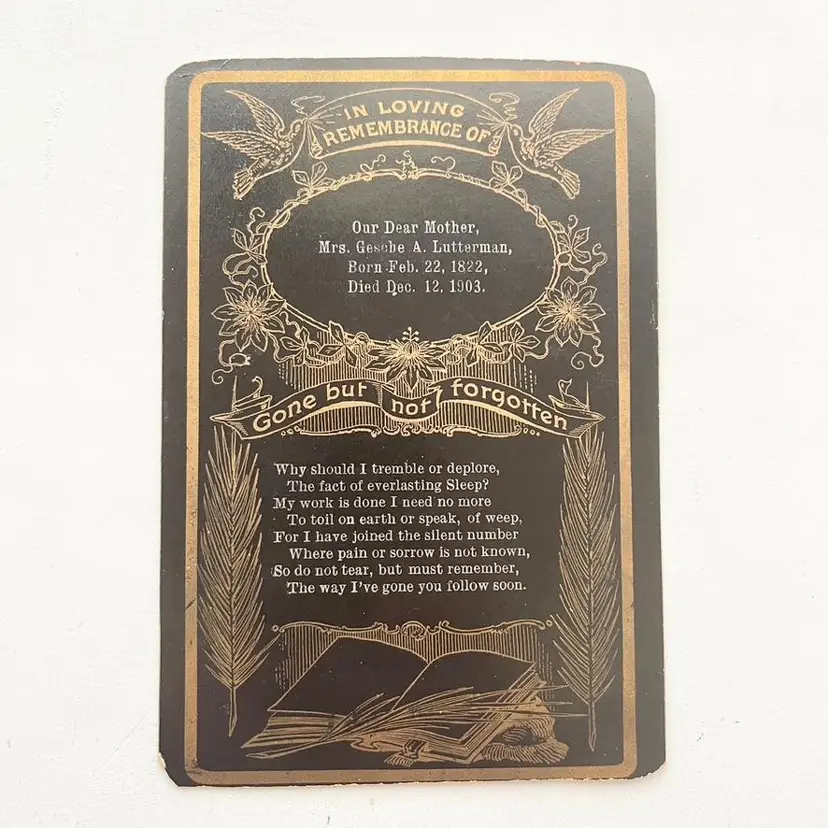 IN LOVING
REMEMBRANCE OF
Our Dear Mother,
Mrs. Gesche A. Lutterman,
Born Feb. 22, 1822,
Died Dec. 12, 1903.
Gone but not forgotten
Why should I tremble or deplore,
The fact of everlasting Sleep?
My work is done I need no more
To toil on earth or speak, of weep,
For I have joined the silent number
Where pain or sorrow is not known,
So do not tear, but must remember,
The way I've gone you follow soon.